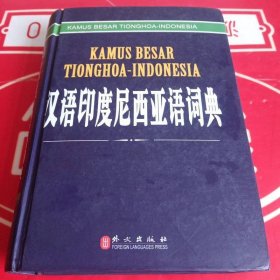 KAMUS BESAR TIONGHOA-INDONESIA
KAMUS BESAR
TIONGHOA-INDONESIA
汉语印度尼西亚语词典
外文出版社
FOREIGN LANGUAGES PRESS